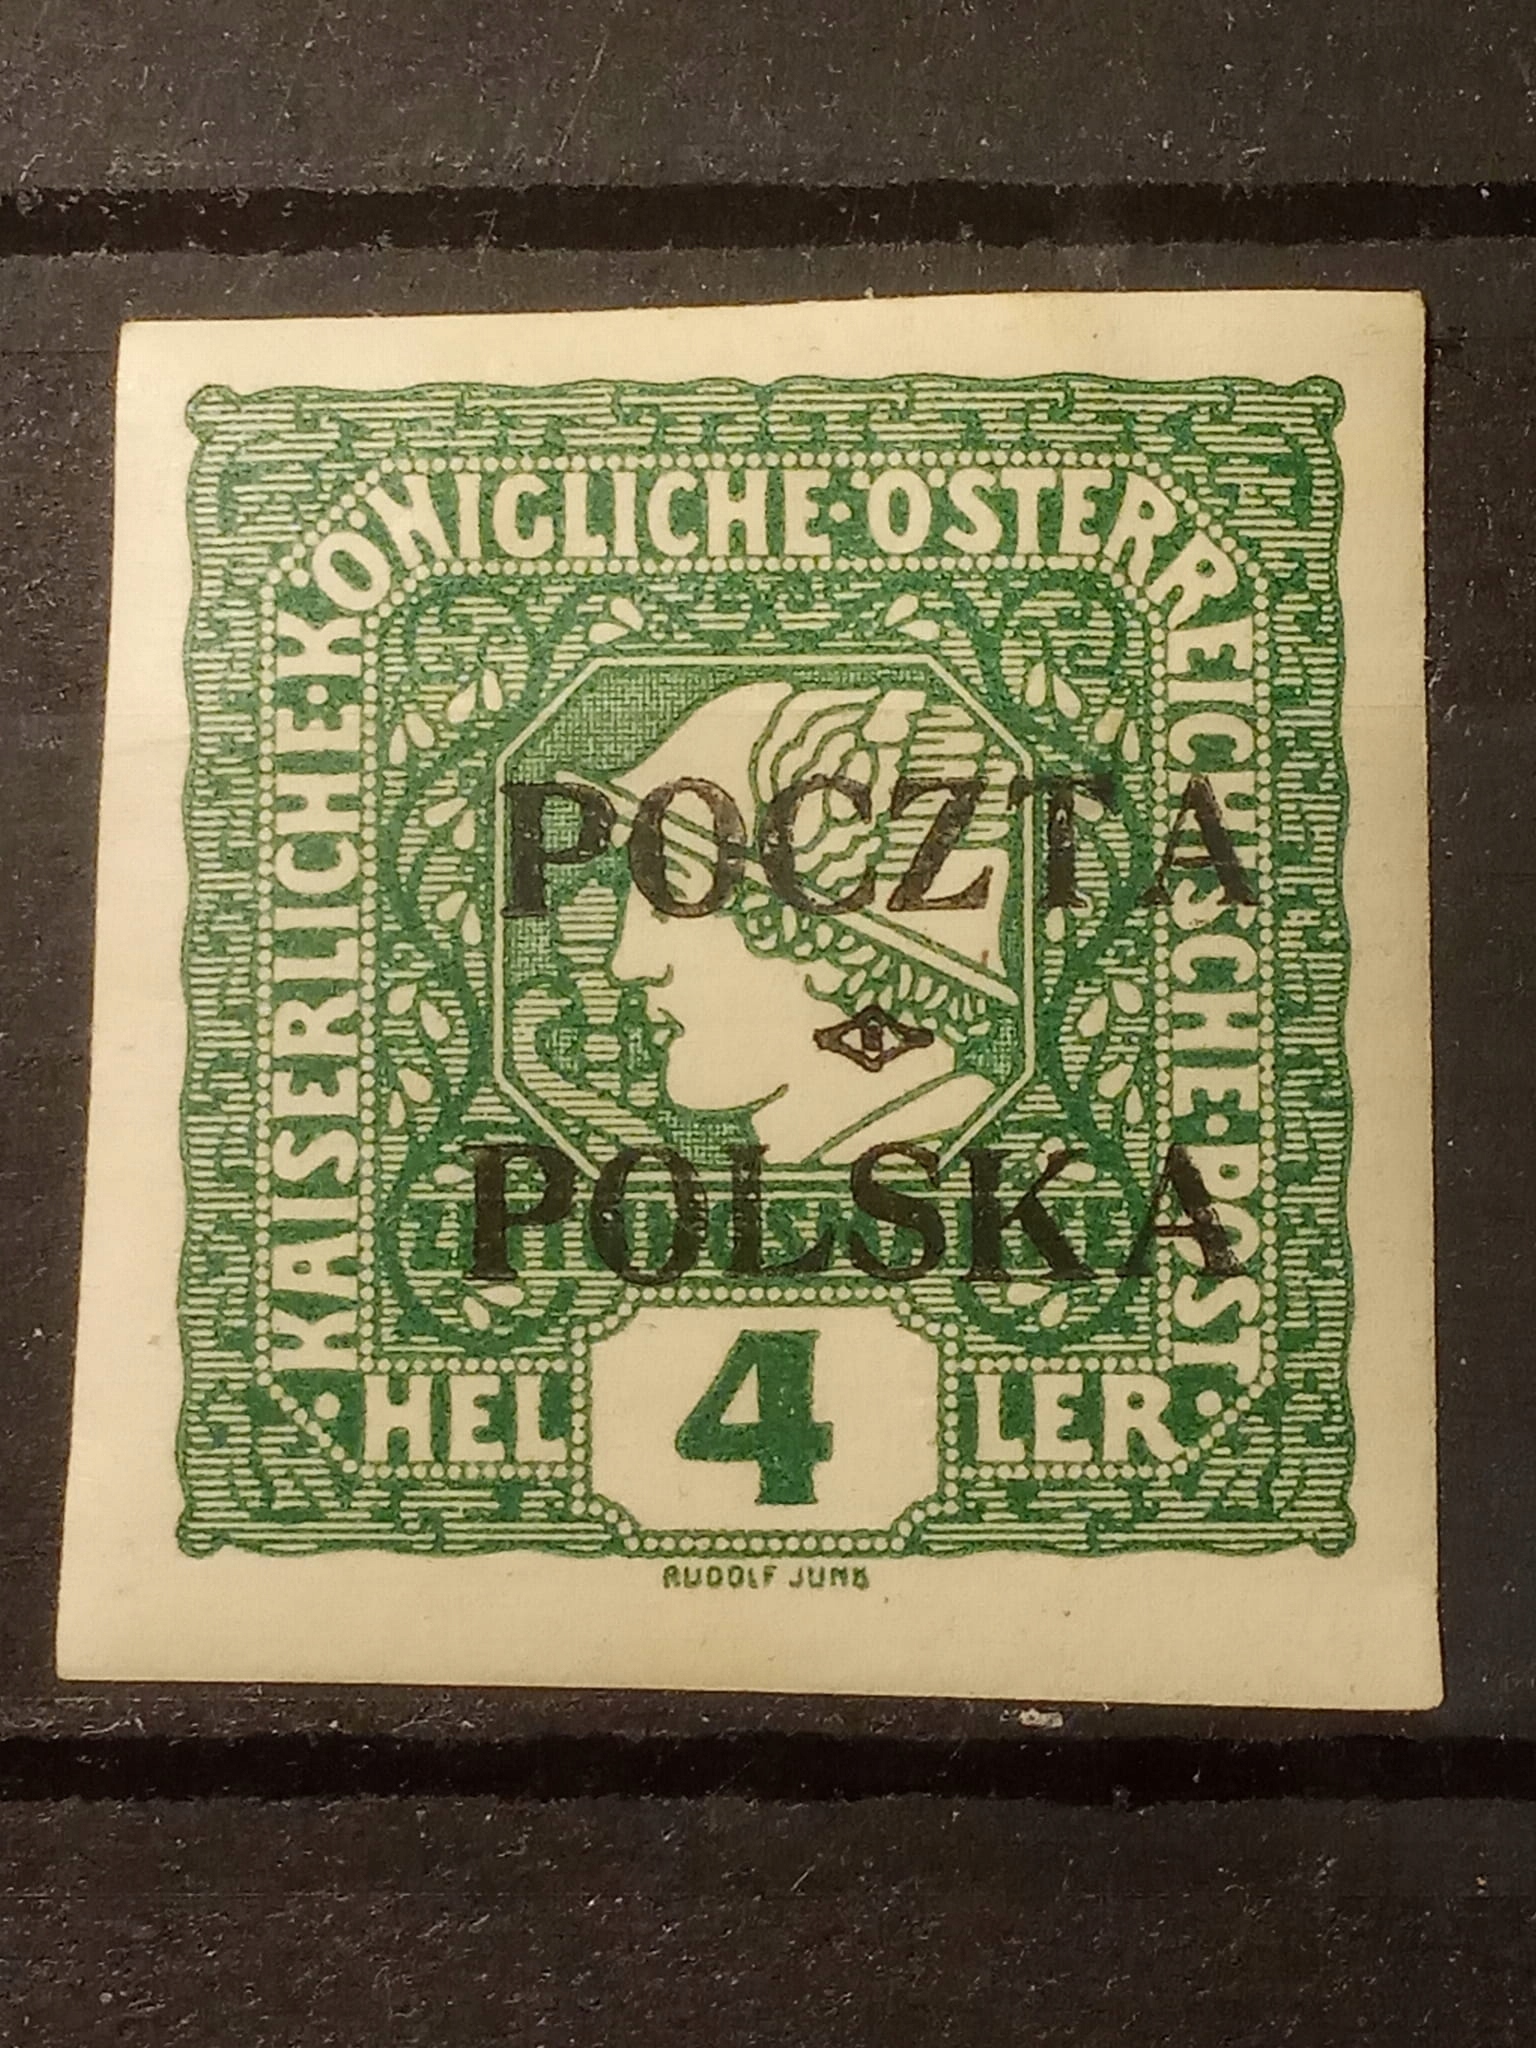 KAISERLICHE·KÖNIGLICHE·ÖSTERREICHISCHE·POST
POCZTA
POLSKA
·HEL 4 LER·
RUDOLF JUNK